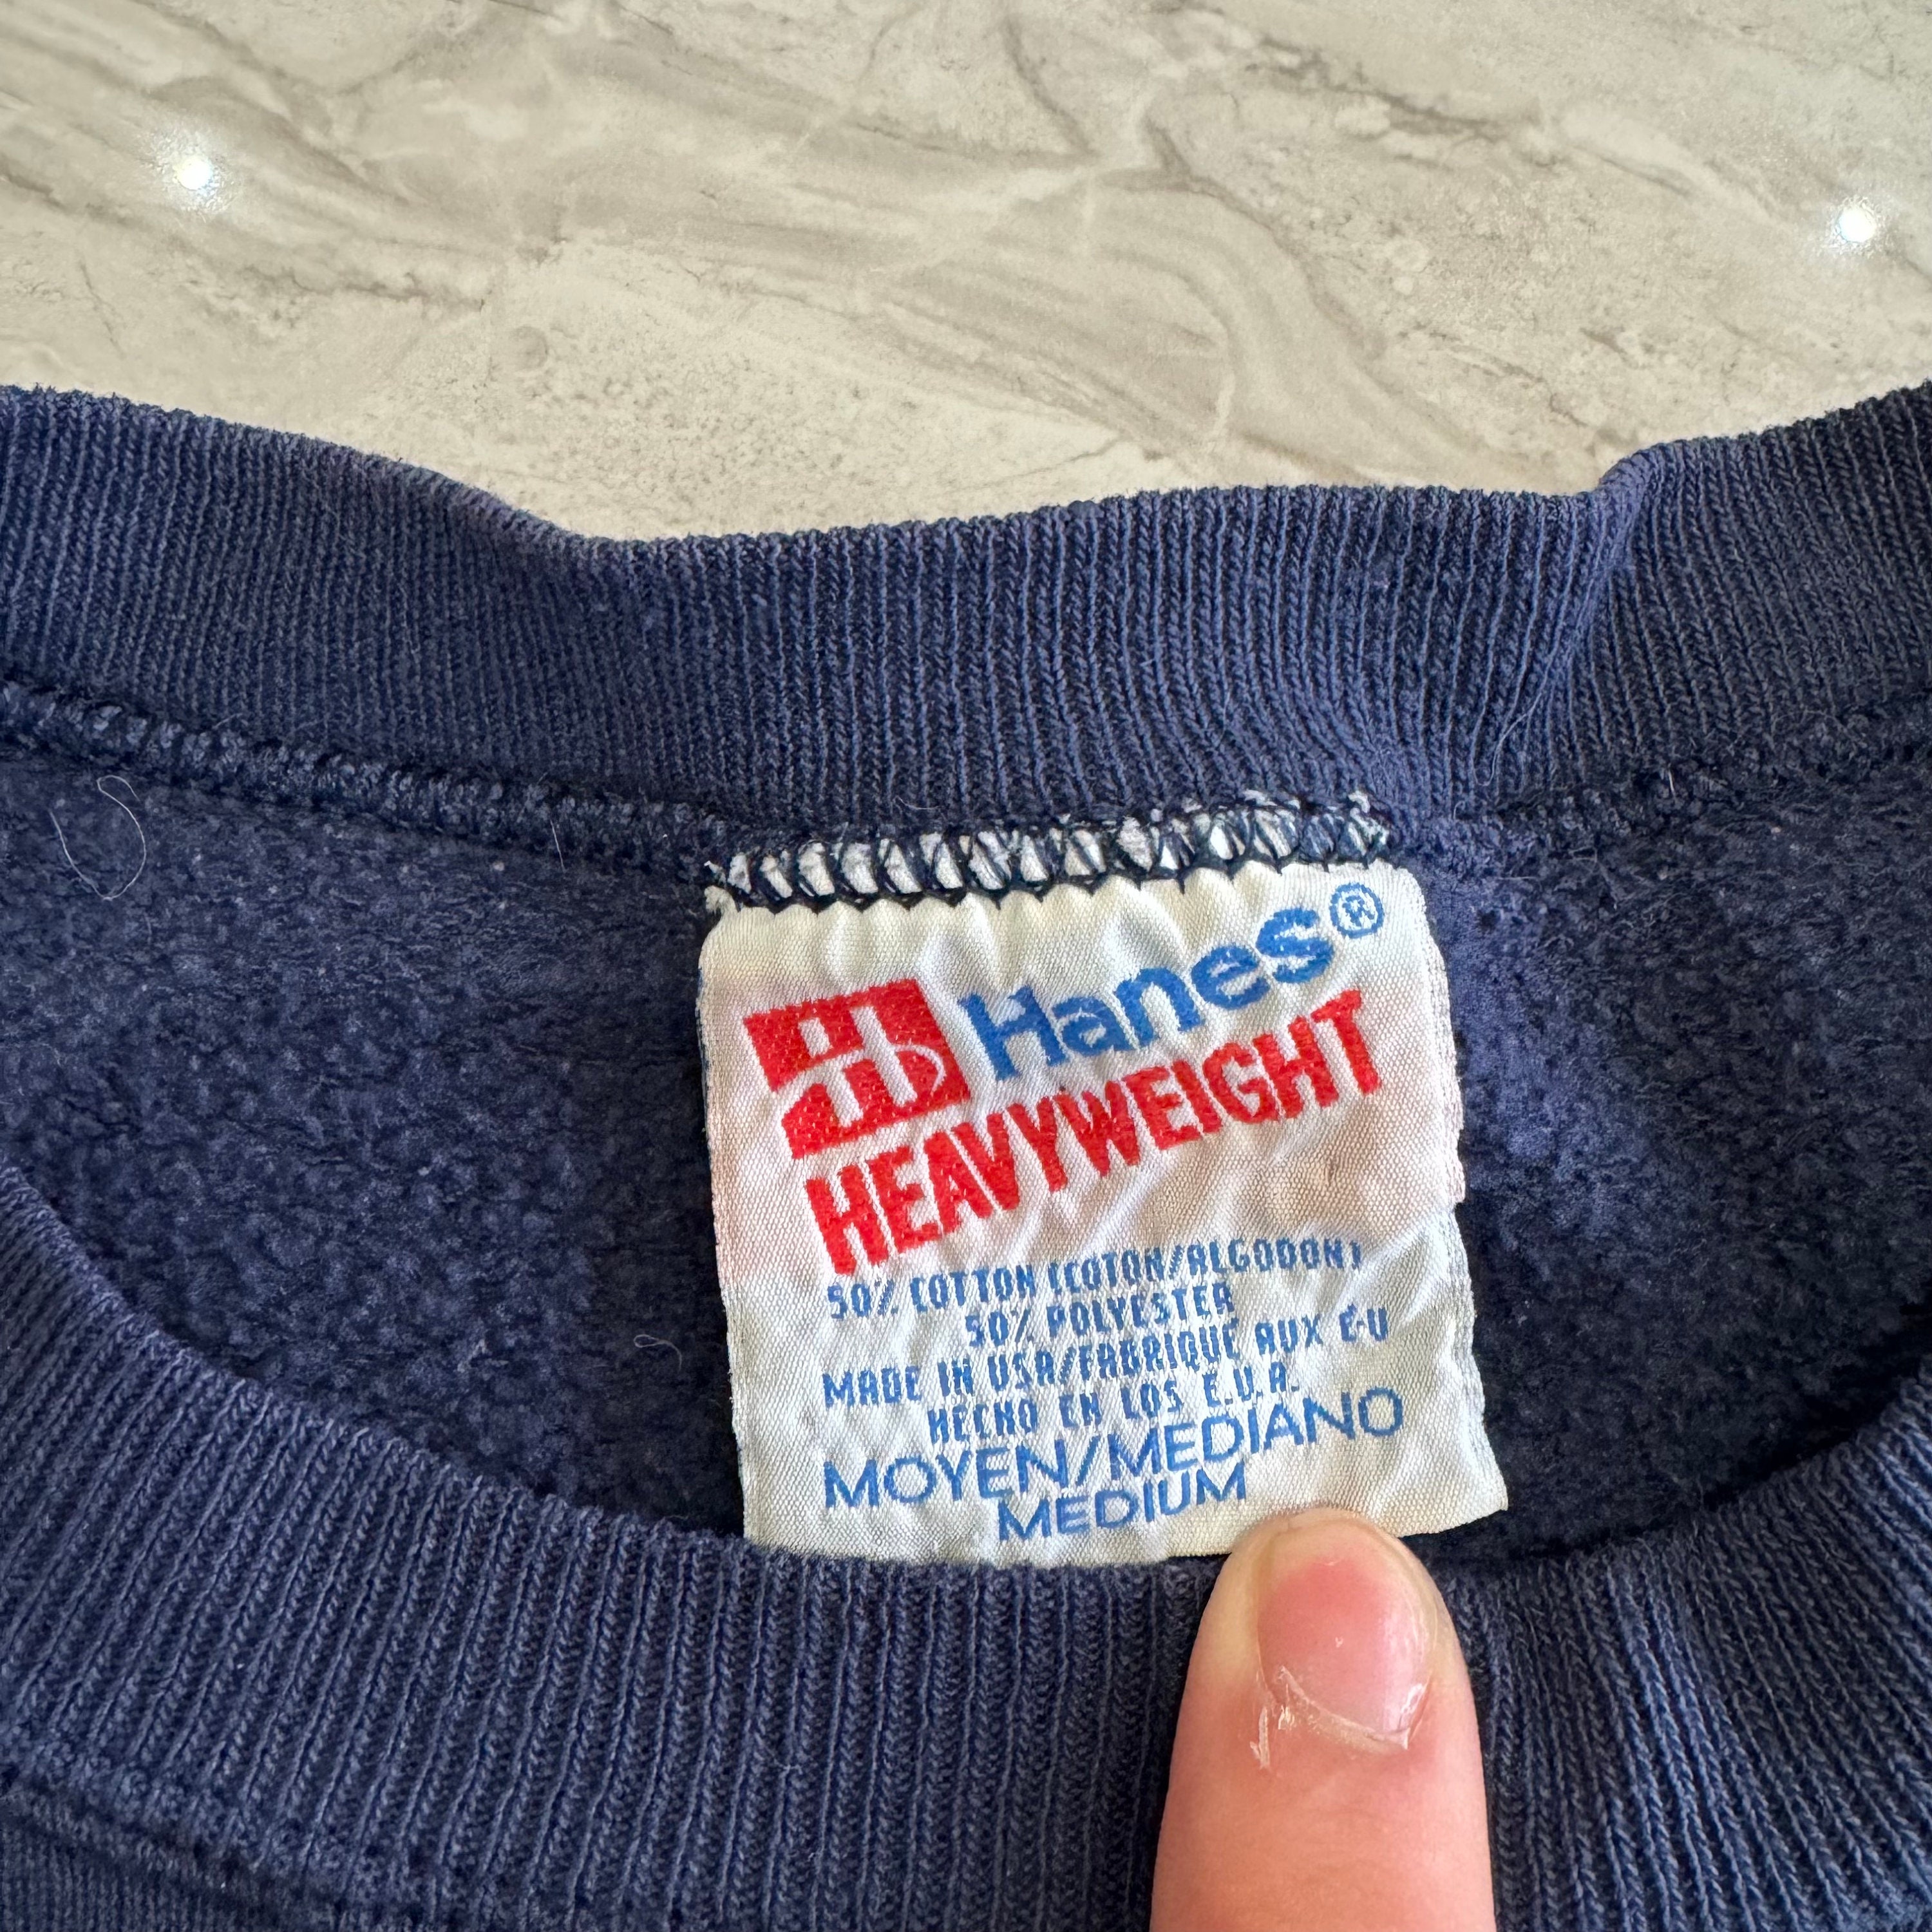 Hanes®
HEAVYWEIGHT
50% COTTON (COTON/ALGODON)
50% POLYESTER
MADE IN USA/FABRIQUE AUX É-U
HECHO EN LOS E.U.A.
MOYEN/MEDIANO
MEDIUM